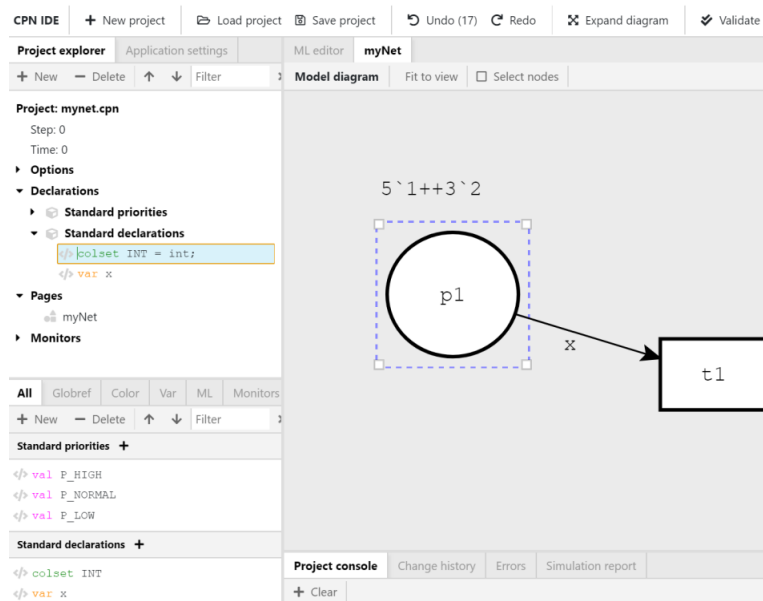 CPN IDE + New project Load project Save project Undo (17) Redo Expand diagram Validate
Project explorer Application settings
+ New − Delete ↑ ↓ Filter
Project: mynet.cpn
Step: 0
Time: 0
Options
Declarations
Standard priorities
Standard declarations
</> colset INT = int;
</> var x
Pages
myNet
Monitors
All Globref Color Var ML Monitors
+ New − Delete ↑ ↓ Filter
Standard priorities +
</> val P_HIGH
</> val P_NORMAL
</> val P_LOW
Standard declarations +
</> colset INT
</> var x
ML editor myNet
Model diagram Fit to view Select nodes
5`1++3`2
p1
x
t1
Project console Change history Errors Simulation report
+ Clear